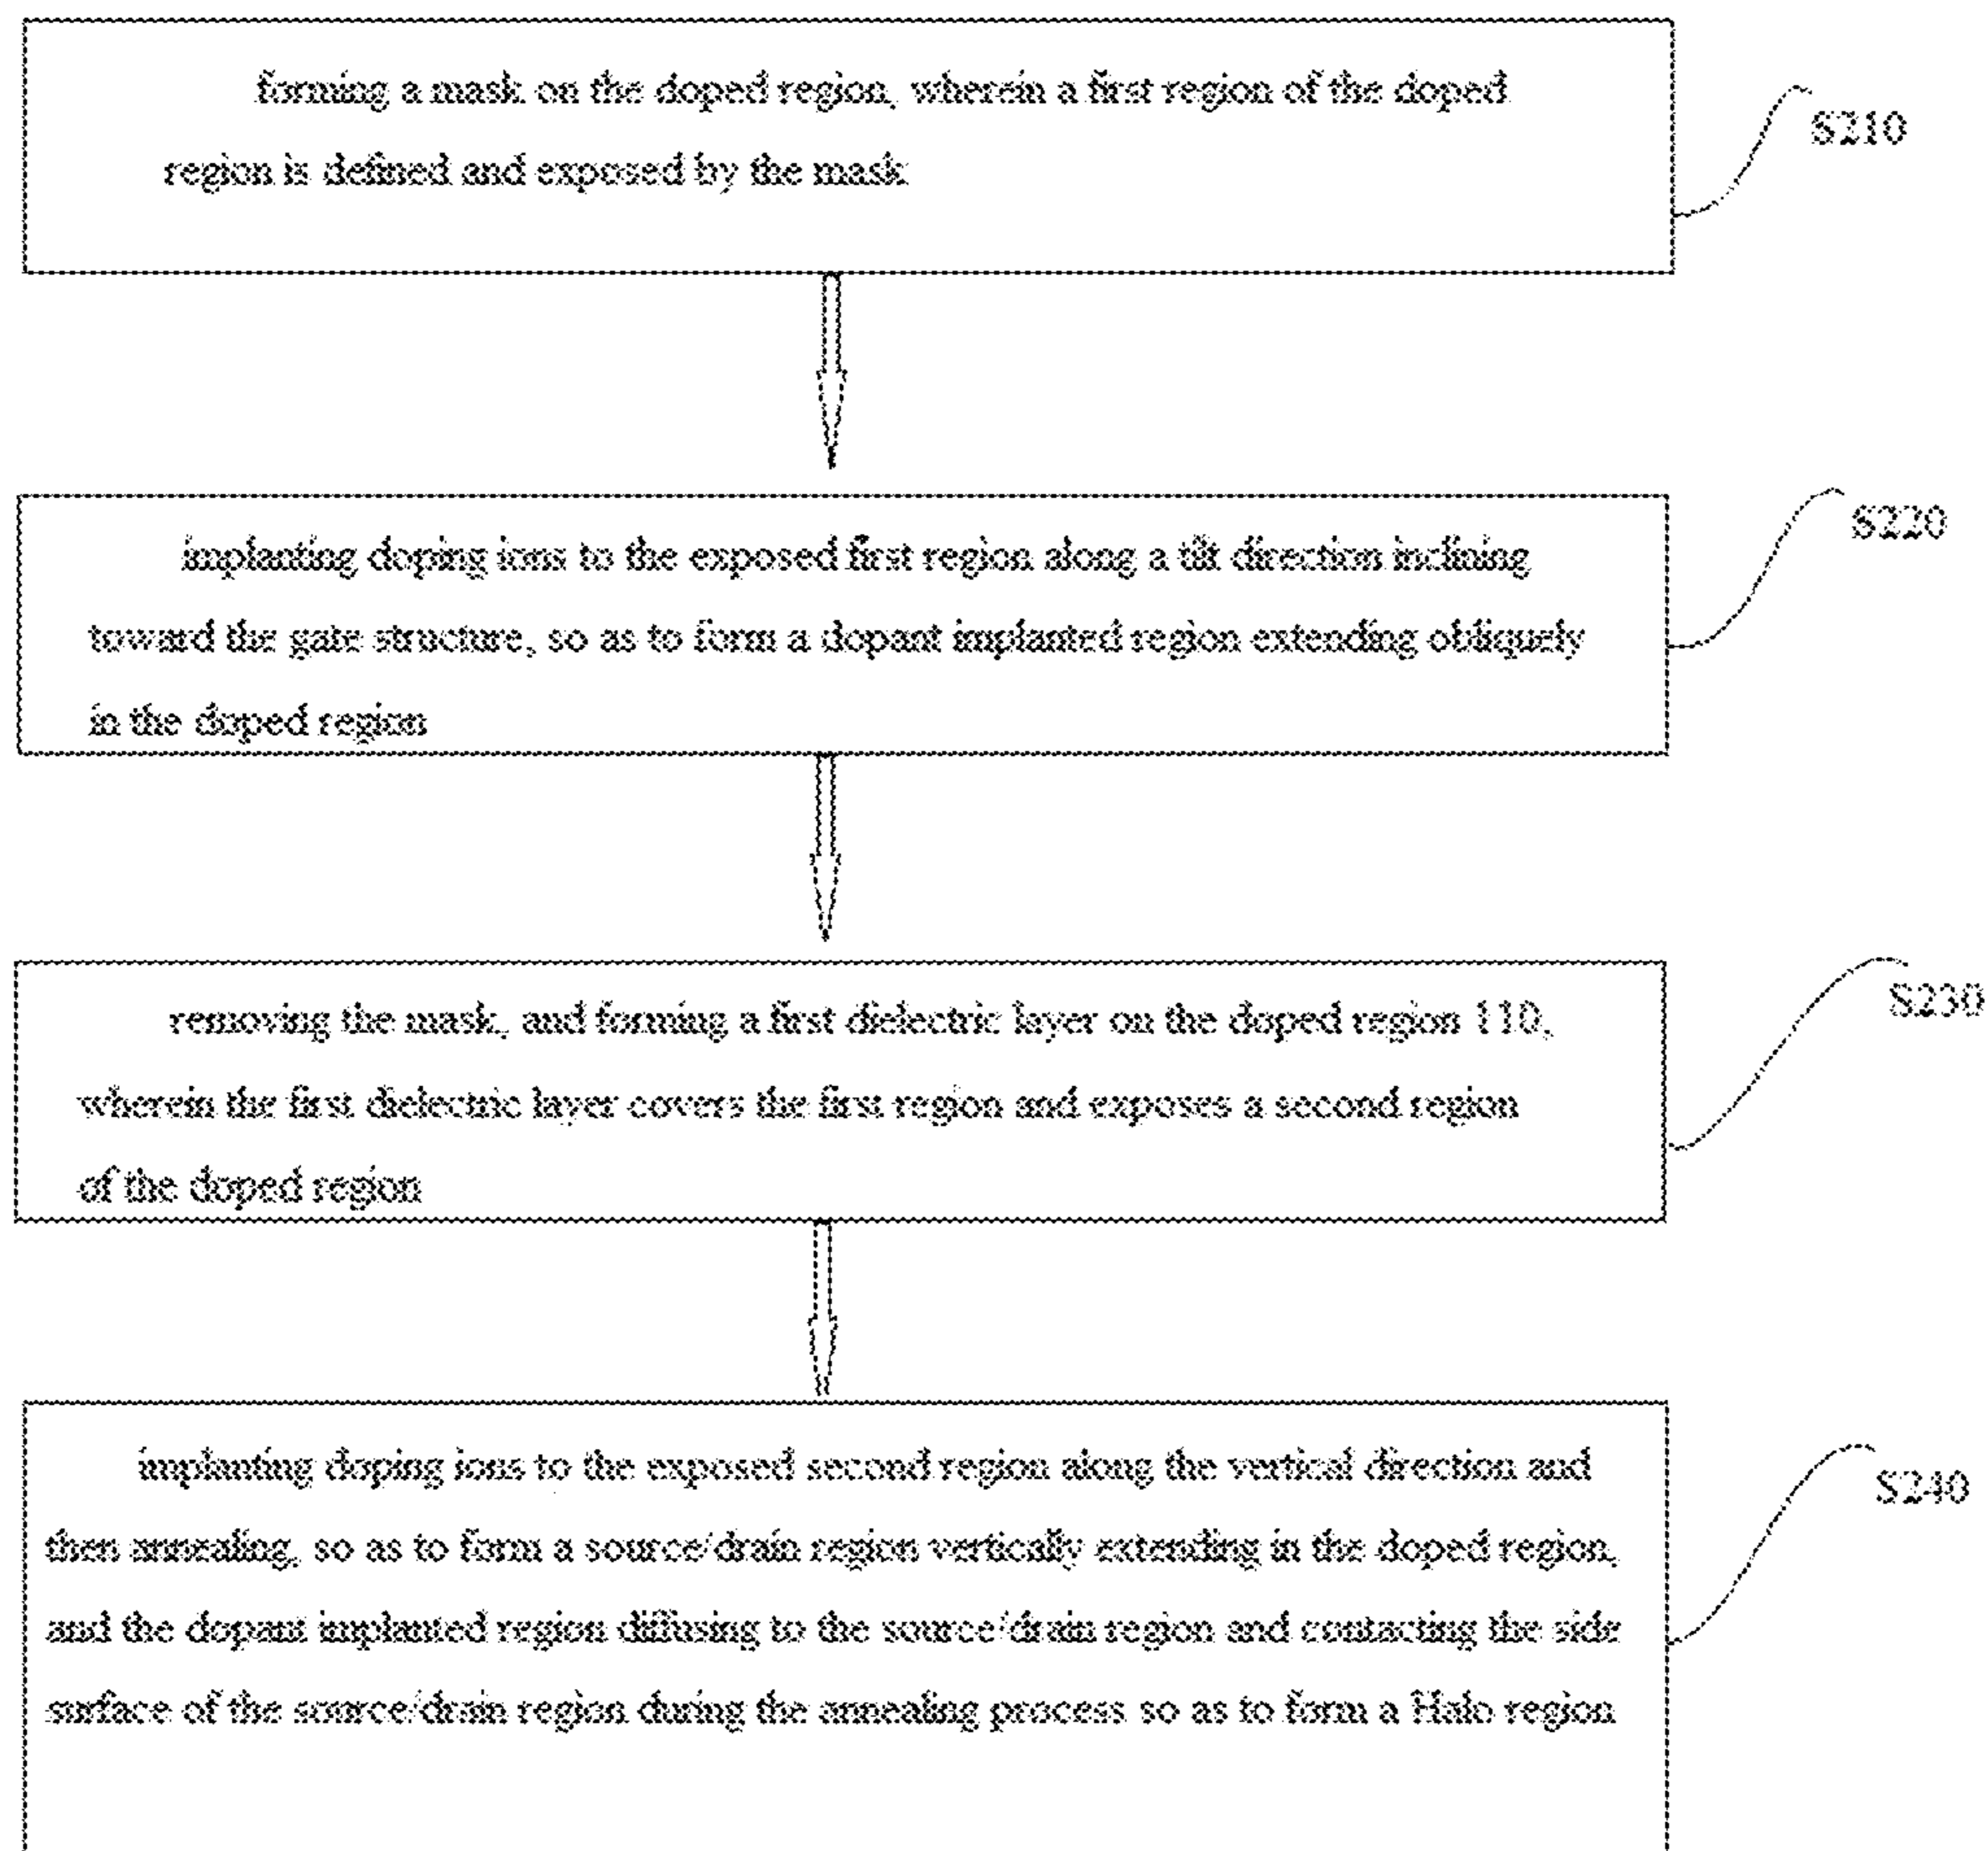 forming a mask on the doped region, wherein a first region of the doped
region is defined and exposed by the mask
S210
implanting doping ions to the exposed first region along a tilt direction inclining
toward the gate structure, so as to form a dopant implanted region extending obliquely
in the doped region
S220
removing the mask, and forming a first dielectric layer on the doped region 110,
wherein the first dielectric layer covers the first region and exposes a second region
of the doped region
S230
implanting doping ions to the exposed second region along the vertical direction and
then annealing, so as to form a source/drain region vertically extending in the doped region,
and the dopant implanted region diffusing to the source/drain region and contacting the side
surface of the source/drain region during the annealing process so as to form a Halo region
S240